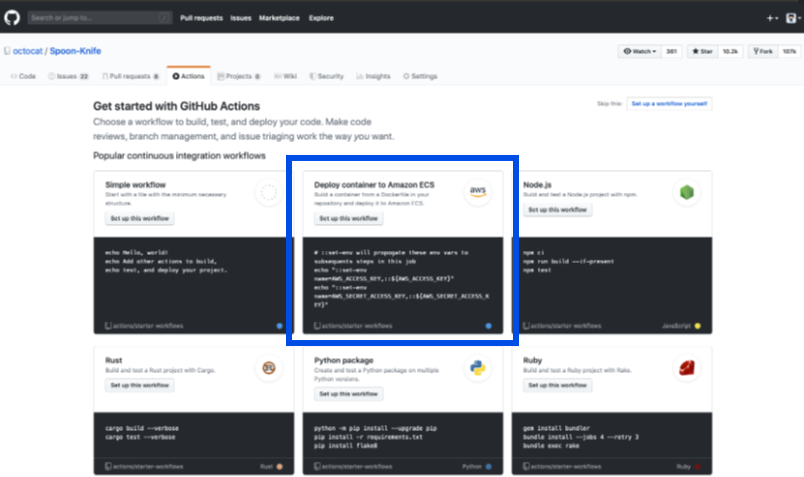 Search or jump to...
/
Pull requests Issues Marketplace Explore
octocat / Spoon-Knife
Watch 361 Star 10.2k Fork 107k
Code Issues 22 Pull requests 8 Actions Projects 0 Wiki Security Insights Settings
Get started with GitHub Actions
Skip this: Set up a workflow yourself
Choose a workflow to build, test, and deploy your code. Make code
reviews, branch management, and issue triaging work the way you want.
Popular continuous integration workflows
Simple workflow
Start with a file with the minimum necessary
structure.
Set up this workflow
echo Hello, world!
echo Add other actions to build,
echo test, and deploy your project.
actions/starter-workflows
Deploy container to Amazon ECS
Build a container from a Dockerfile in your
repository and deploy it to Amazon ECS.
aws
Set up this workflow
# ::set-env will propogate these env vars to
subsequents steps in this job
echo "::set-env
name=AWS_ACCESS_KEY,::${AWS_ACCESS_KEY}"
echo "::set-env
name=AWS_SECRET_ACCESS_KEY,::${AWS_SECRET_ACCESS_K
EY}"
actions/starter-workflows
Node.js
Build and test a Node.js project with npm.
Set up this workflow
npm ci
npm run build --if-present
npm test
actions/starter-workflows
JavaScript
Rust
Build and test a Rust project with Cargo.
Set up this workflow
cargo build --verbose
cargo test --verbose
actions/starter-workflows
Rust
Python package
Create and test a Python package on multiple
Python versions.
Set up this workflow
python -m pip install --upgrade pip
pip install -r requirements.txt
pip install flake8
actions/starter-workflows
Python
Ruby
Build and test a Ruby project with Rake.
Set up this workflow
gem install bundler
bundle install --jobs 4 --retry 3
bundle exec rake
actions/starter-workflows
Ruby